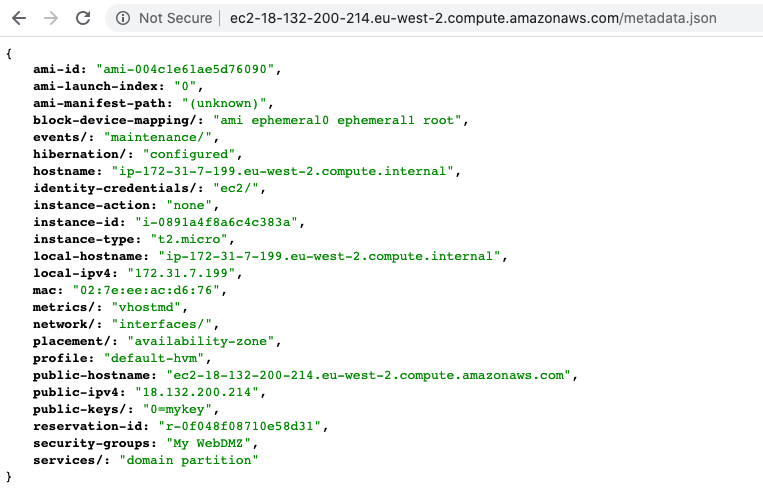 Not Secure | ec2-18-132-200-214.eu-west-2.compute.amazonaws.com/metadata.json
{
ami-id: "ami-004c1e61ae5d76090",
ami-launch-index: "0",
ami-manifest-path: "(unknown)",
block-device-mapping/: "ami ephemeral0 ephemeral1 root",
events/: "maintenance/",
hibernation/: "configured",
hostname: "ip-172-31-7-199.eu-west-2.compute.internal",
identity-credentials/: "ec2/",
instance-action: "none",
instance-id: "i-0891a4f8a6c4c383a",
instance-type: "t2.micro",
local-hostname: "ip-172-31-7-199.eu-west-2.compute.internal",
local-ipv4: "172.31.7.199",
mac: "02:7e:ee:ac:d6:76",
metrics/: "vhostmd",
network/: "interfaces/",
placement/: "availability-zone",
profile: "default-hvm",
public-hostname: "ec2-18-132-200-214.eu-west-2.compute.amazonaws.com",
public-ipv4: "18.132.200.214",
public-keys/: "0=mykey",
reservation-id: "r-0f048f08710e58d31",
security-groups: "My WebDMZ",
services/: "domain partition"
}